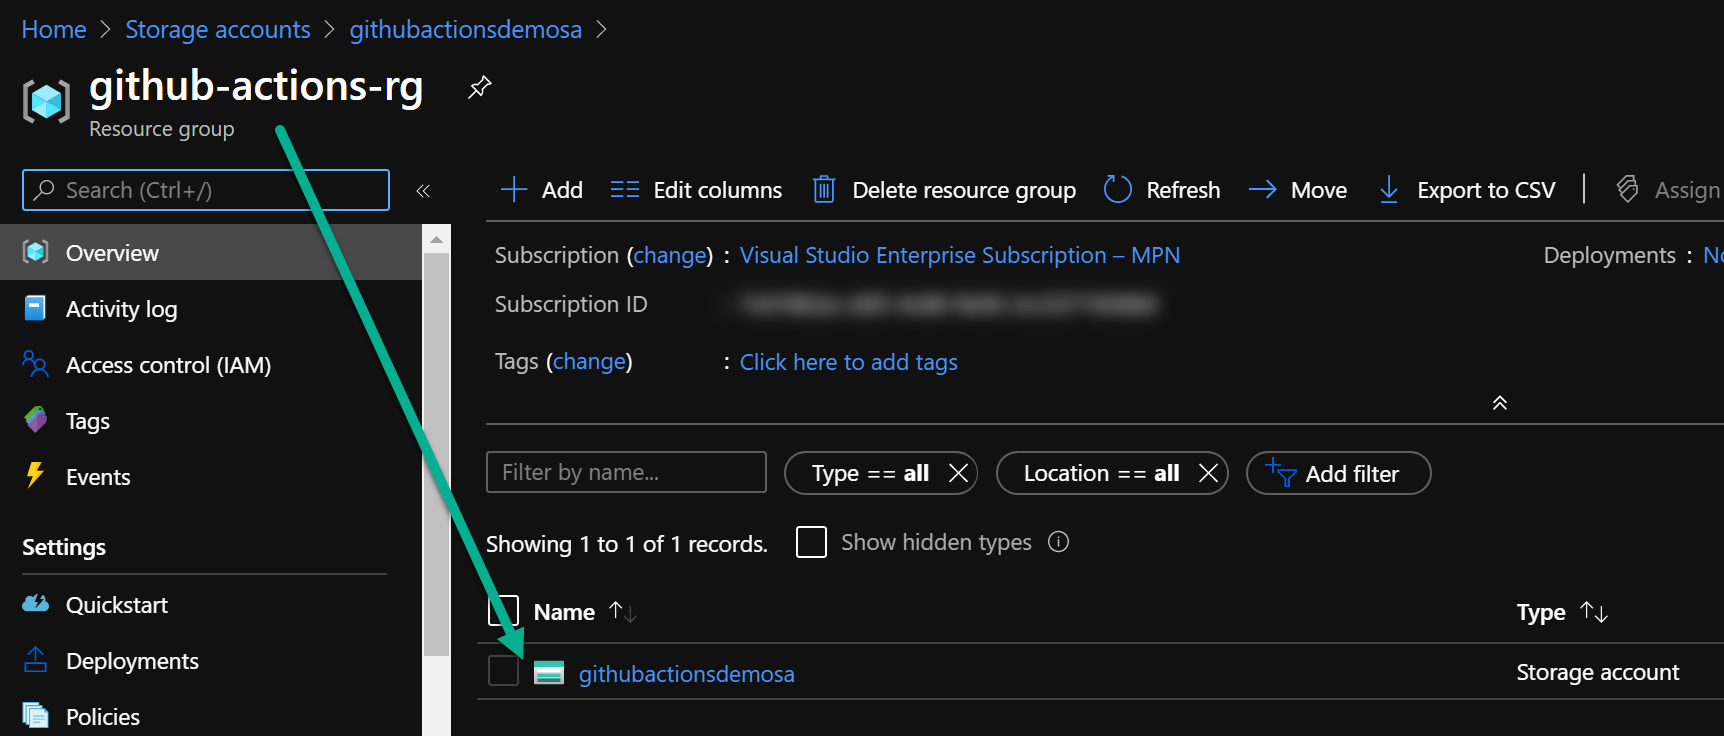 Home > Storage accounts > githubactionsdemosa >
github-actions-rg
Resource group
Search (Ctrl+/)
«
Overview
Activity log
Access control (IAM)
Tags
Events
Settings
Quickstart
Deployments
Policies
Add
Edit columns
Delete resource group
Refresh
Move
Export to CSV
Assign
Subscription (change) : Visual Studio Enterprise Subscription – MPN
Deployments :
Subscription ID
Tags (change) : Click here to add tags
Filter by name...
Type == all
Location == all
Add filter
Showing 1 to 1 of 1 records.
Show hidden types
Name
Type
githubactionsdemosa
Storage account